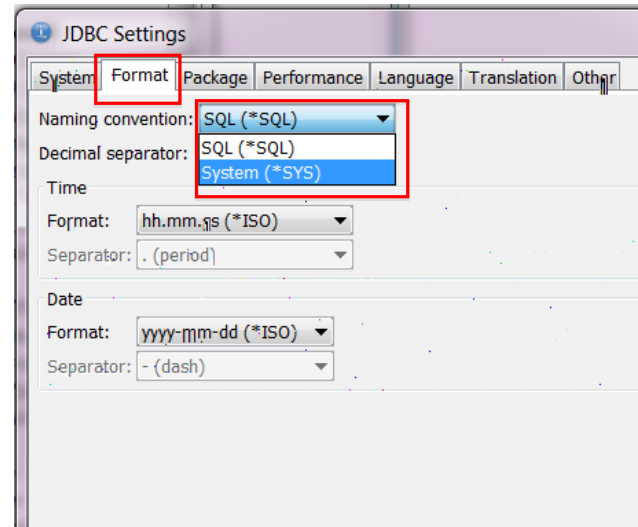 JDBC Settings
System Format Package Performance Language Translation Other
Naming convention: SQL (*SQL)
SQL (*SQL)
Decimal separator:
System (*SYS)
Time
Format: hh.mm.ss (*ISO)
Separator: . (period)
Date
Format: yyyy-mm-dd (*ISO)
Separator: - (dash)